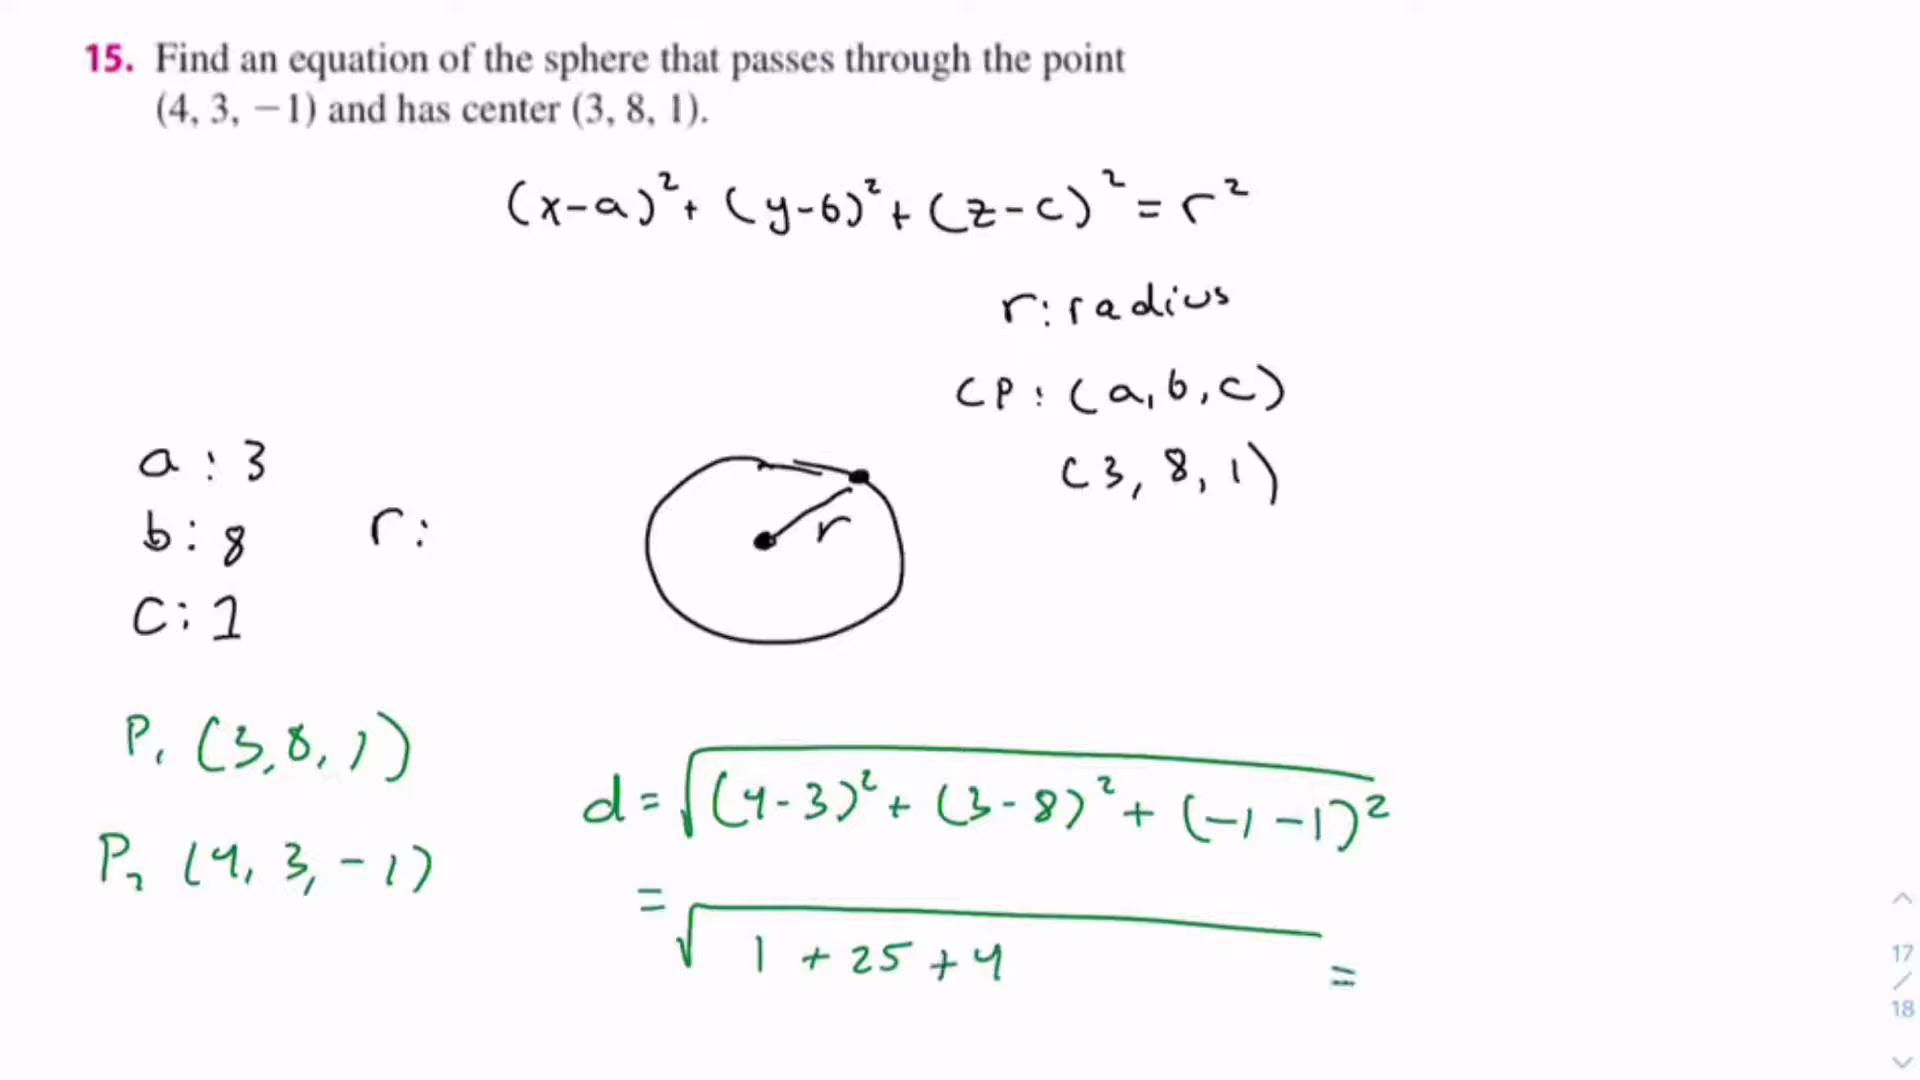 15. Find an equation of the sphere that passes through the point
(4, 3, −1) and has center (3, 8, 1).
(x-a)²+ (y-b)²+(z-c)²=r²
r: radius
CP: (a,b,c)
(3, 8, 1)
a: 3
b: 8
r:
C: 1
r
P₁ (3,8,1)
P₂ (4, 3, -1)
d=√(4-3)²+(3-8)²+(-1-1)²
=√1+25+4 =
17
/
18